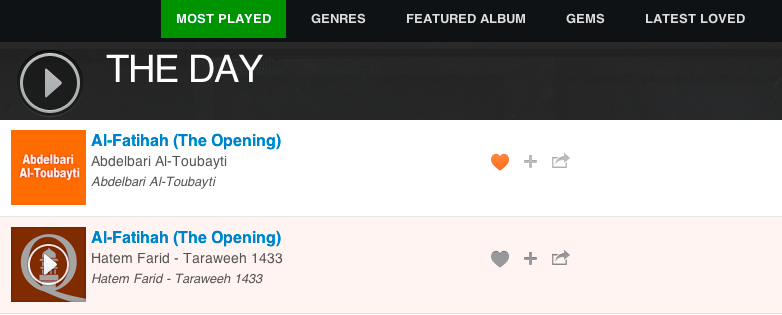 MOST PLAYED GENRES FEATURED ALBUM GEMS LATEST LOVED
THE DAY
Abdelbari
Al-Toubayti
Al-Fatihah (The Opening)
Abdelbari Al-Toubayti
Abdelbari Al-Toubayti
Al-Fatihah (The Opening)
Hatem Farid - Taraweeh 1433
Hatem Farid - Taraweeh 1433